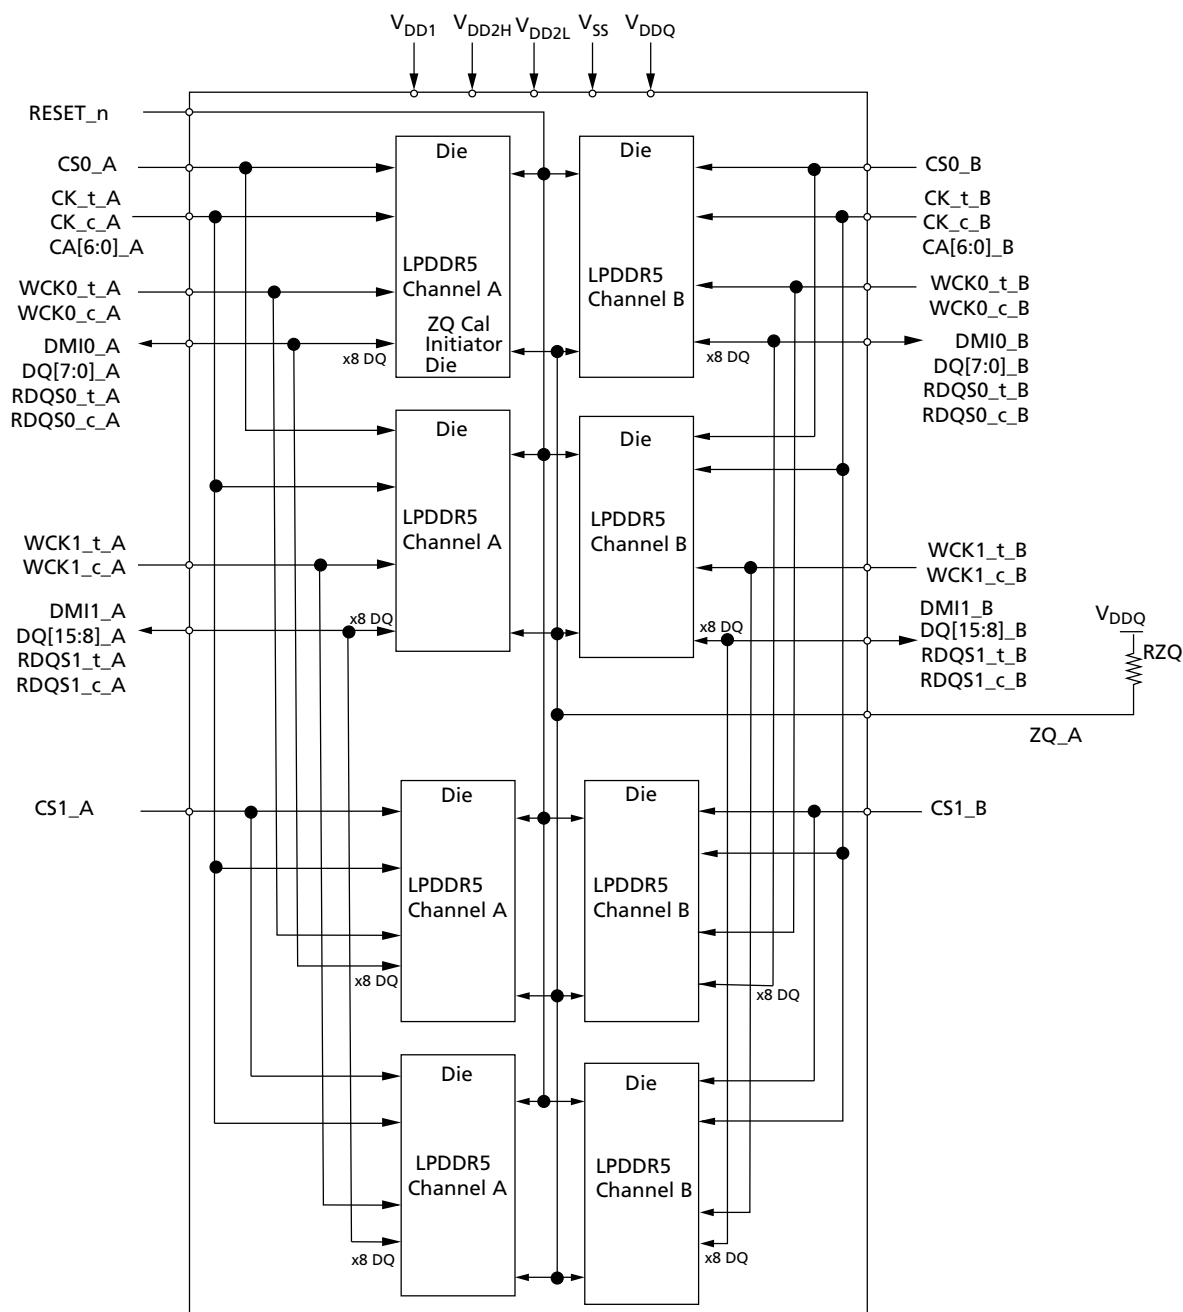 VDD1 VDD2H VDD2L VSS VDDQ
RESET_n
CS0_A
CK_t_A
CK_c_A
CA[6:0]_A
WCK0_t_A
WCK0_c_A
DMI0_A
DQ[7:0]_A
RDQS0_t_A
RDQS0_c_A
WCK1_t_A
WCK1_c_A
DMI1_A
DQ[15:8]_A
RDQS1_t_A
RDQS1_c_A
CS1_A
Die
LPDDR5
Channel A
ZQ Cal
Initiator
Die
x8 DQ
Die
LPDDR5
Channel B
x8 DQ
Die
LPDDR5
Channel A
x8 DQ
Die
LPDDR5
Channel B
x8 DQ
Die
LPDDR5
Channel A
x8 DQ
Die
LPDDR5
Channel B
x8 DQ
Die
LPDDR5
Channel A
x8 DQ
Die
LPDDR5
Channel B
x8 DQ
CS0_B
CK_t_B
CK_c_B
CA[6:0]_B
WCK0_t_B
WCK0_c_B
DMI0_B
DQ[7:0]_B
RDQS0_t_B
RDQS0_c_B
WCK1_t_B
WCK1_c_B
DMI1_B
DQ[15:8]_B
RDQS1_t_B
RDQS1_c_B
VDDQ
RZQ
ZQ_A
CS1_B